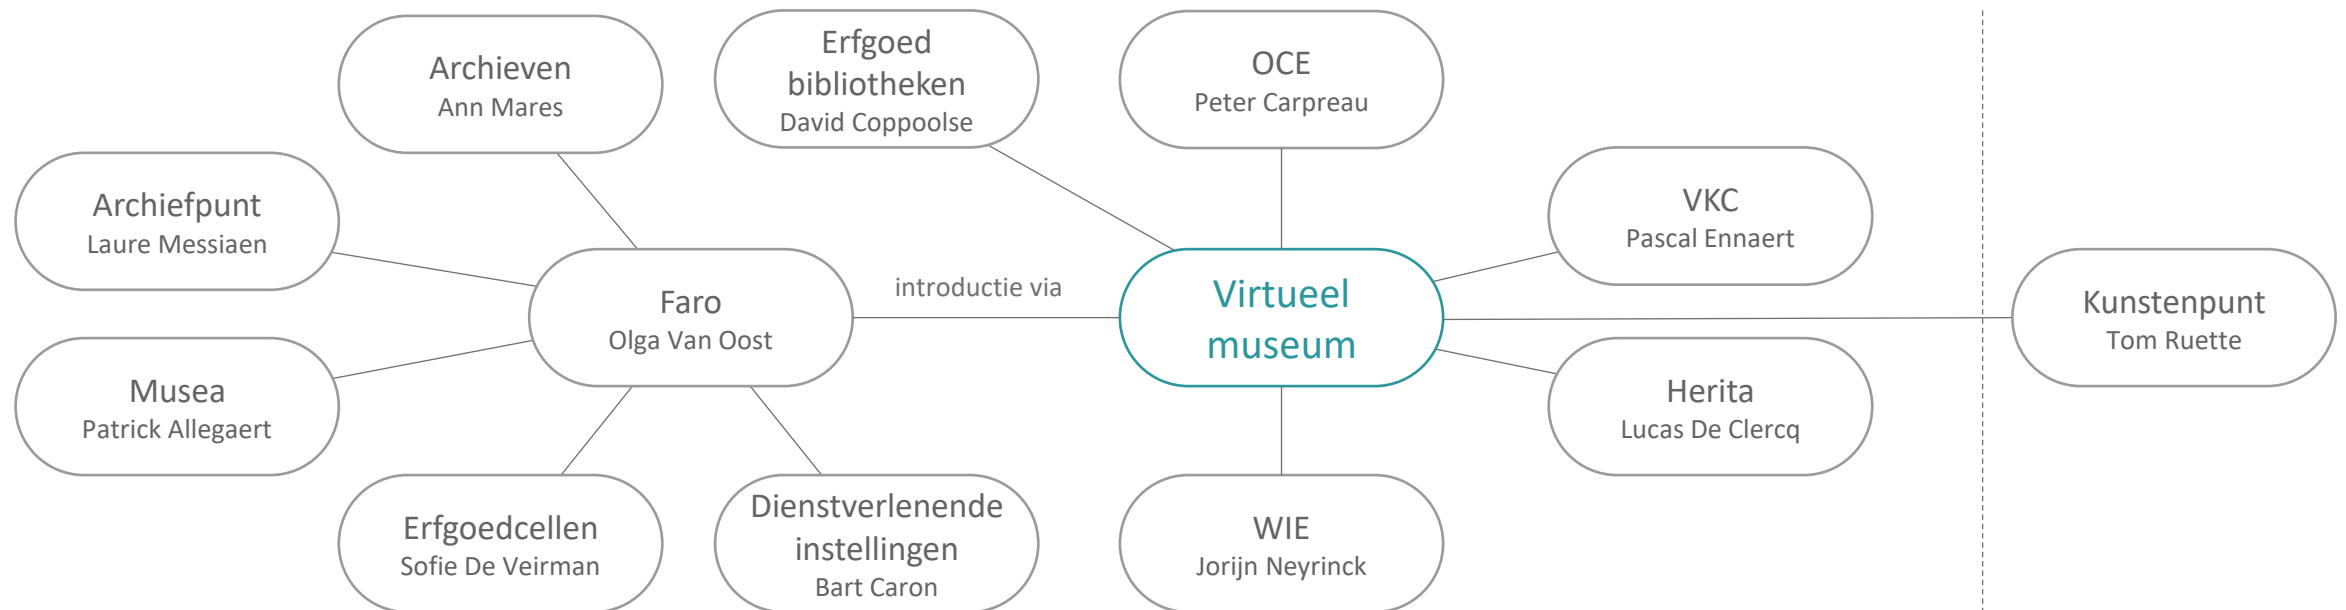 Archieven
Ann Mares
Erfgoed
bibliotheken
David Coppoolse
OCE
Peter Carpreau
Archiefpunt
Laure Messiaen
VKC
Pascal Ennaert
Faro
Olga Van Oost
introductie via
Virtueel
museum
Kunstenpunt
Tom Ruette
Musea
Patrick Allegaert
Herita
Lucas De Clercq
Erfgoedcellen
Sofie De Veirman
Dienstverlenende
instellingen
Bart Caron
WIE
Jorijn Neyrinck